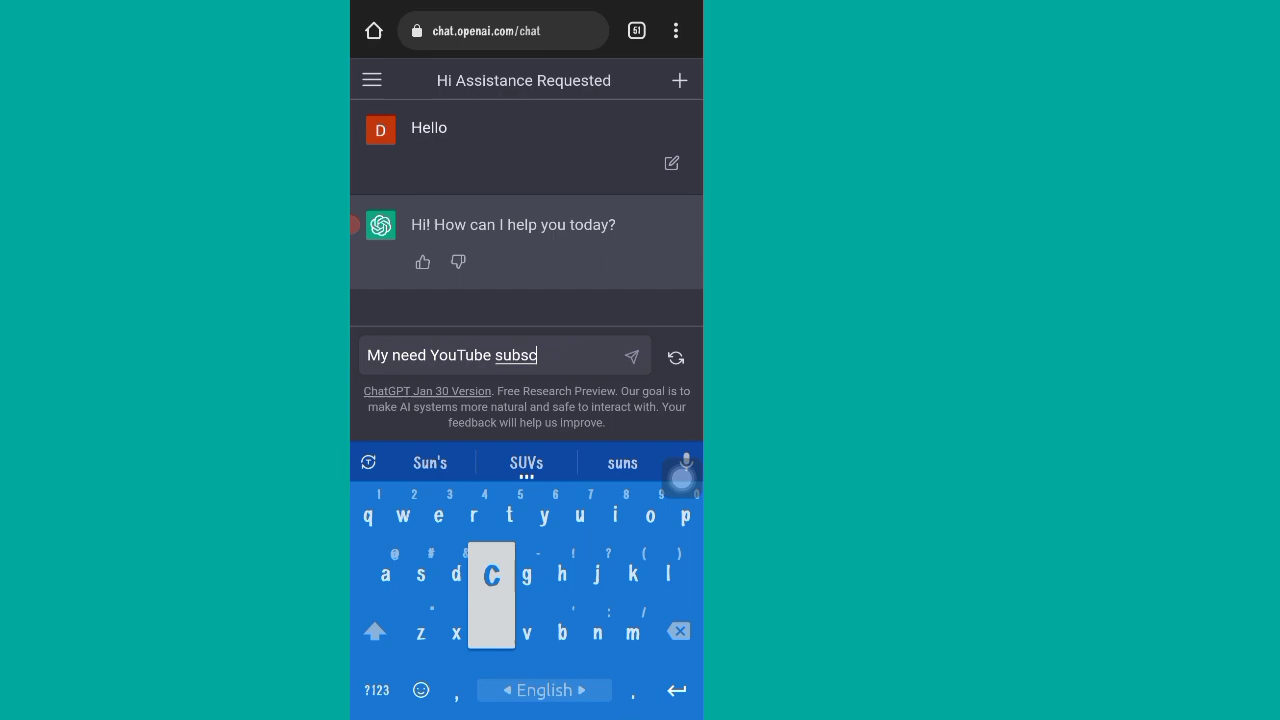 chat.openai.com/chat
51
Hi Assistance Requested
D
Hello
Hi! How can I help you today?
My need YouTube subsc
ChatGPT Jan 30 Version. Free Research Preview. Our goal is to
make AI systems more natural and safe to interact with. Your
feedback will help us improve.
Sun's SUVs suns
1 2 3 4 5 6 7 8 9 0
q w e r t y u i o p
@ # & - ! ? ( )
a s d C g h j k l
" ' : /
z x v b n m
?123 , English .